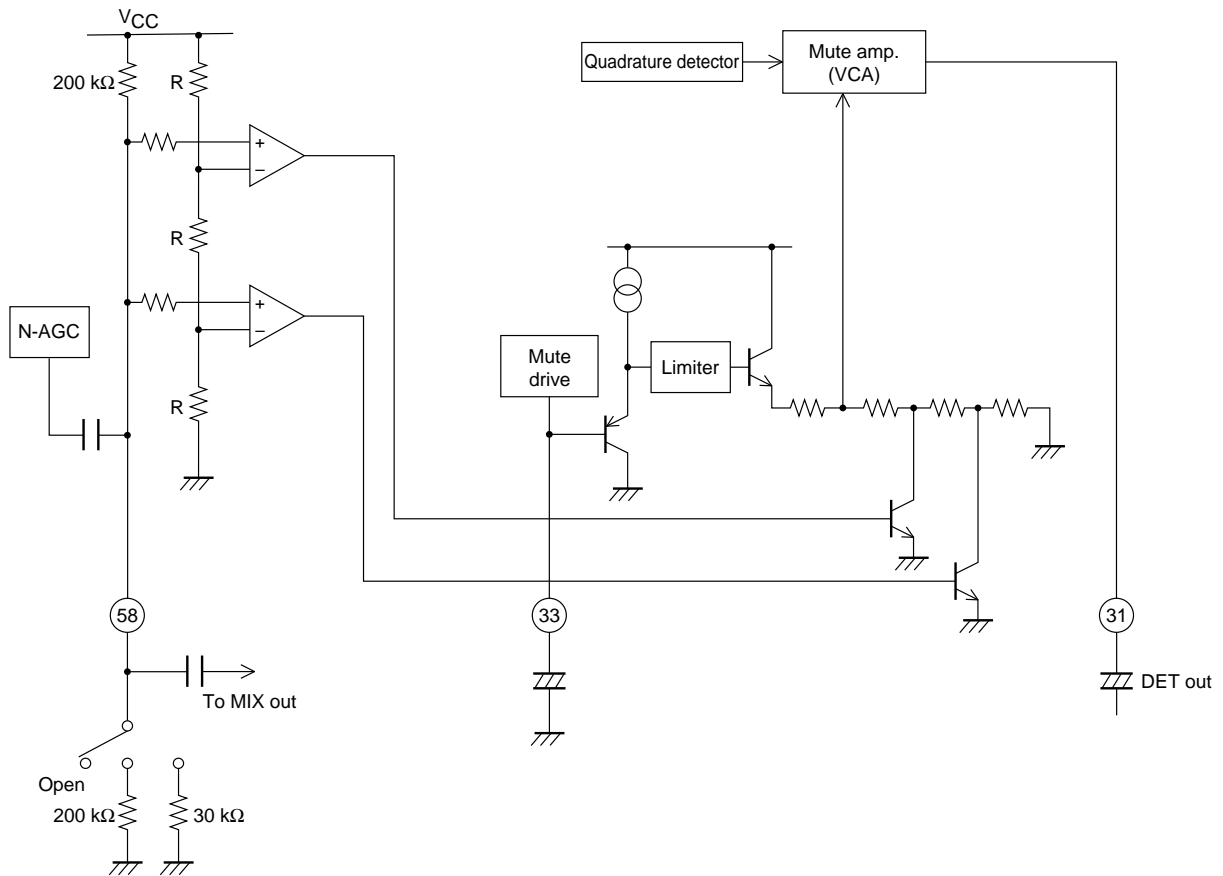 VCC
200 kΩ
R
+
−
R
+
−
R
N-AGC
58
To MIX out
Open
200 kΩ
30 kΩ
Quadrature detector
Mute amp.
(VCA)
Mute
drive
Limiter
33
31
DET out